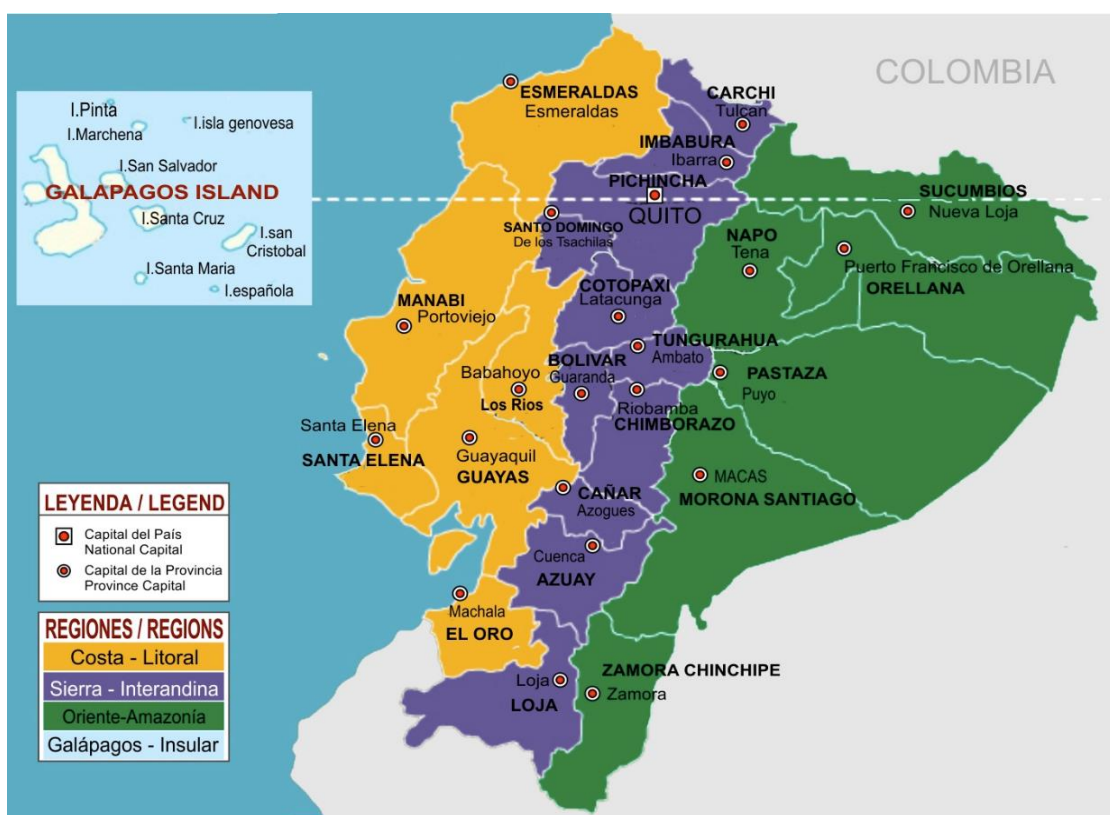 COLOMBIA
I.Pinta
I.Marchena
I.isla genovesa
I.San Salvador
GALAPAGOS ISLAND
I.Santa Cruz
I.san
Cristobal
I.Santa Maria
I.española
ESMERALDAS
Esmeraldas
CARCHI
Tulcán
IMBABURA
Ibarra
PICHINCHA
QUITO
SANTO DOMINGO
De los Tsachilas
SUCUMBIOS
Nueva Loja
NAPO
Tena
Puerto Francisco de Orellana
ORELLANA
COTOPAXI
Latacunga
MANABI
Portoviejo
TUNGURAHUA
Ambato
BOLIVAR
Guaranda
Babahoyo
Los Rios
PASTAZA
Puyo
Riobamba
CHIMBORAZO
Santa Elena
SANTA ELENA
Guayaquil
GUAYAS
MACAS
MORONA SANTIAGO
CAÑAR
Azogues
Cuenca
AZUAY
Machala
EL ORO
ZAMORA CHINCHIPE
Zamora
Loja
LOJA
LEYENDA / LEGEND
Capital del País
National Capital
Capital de la Provincia
Province Capital
REGIONES / REGIONS
Costa - Litoral
Sierra - Interandina
Oriente-Amazonía
Galápagos - Insular